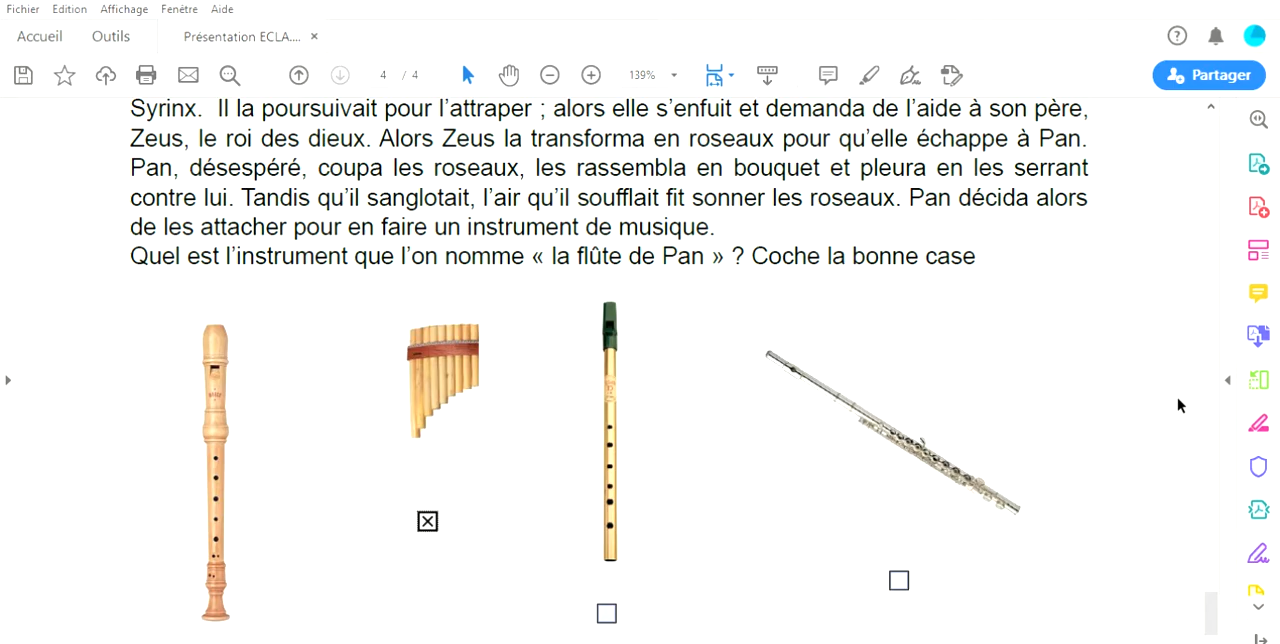 Fichier Edition Affichage Fenêtre Aide
Accueil Outils Présentation ECLA.... ×
4 / 4 139%
Partager
Syrinx. Il la poursuivait pour l’attraper ; alors elle s’enfuit et demanda de l’aide à son père,
Zeus, le roi des dieux. Alors Zeus la transforma en roseaux pour qu’elle échappe à Pan.
Pan, désespéré, coupa les roseaux, les rassembla en bouquet et pleura en les serrant
contre lui. Tandis qu’il sanglotait, l’air qu’il soufflait fit sonner les roseaux. Pan décida alors
de les attacher pour en faire un instrument de musique.
Quel est l’instrument que l’on nomme « la flûte de Pan » ? Coche la bonne case